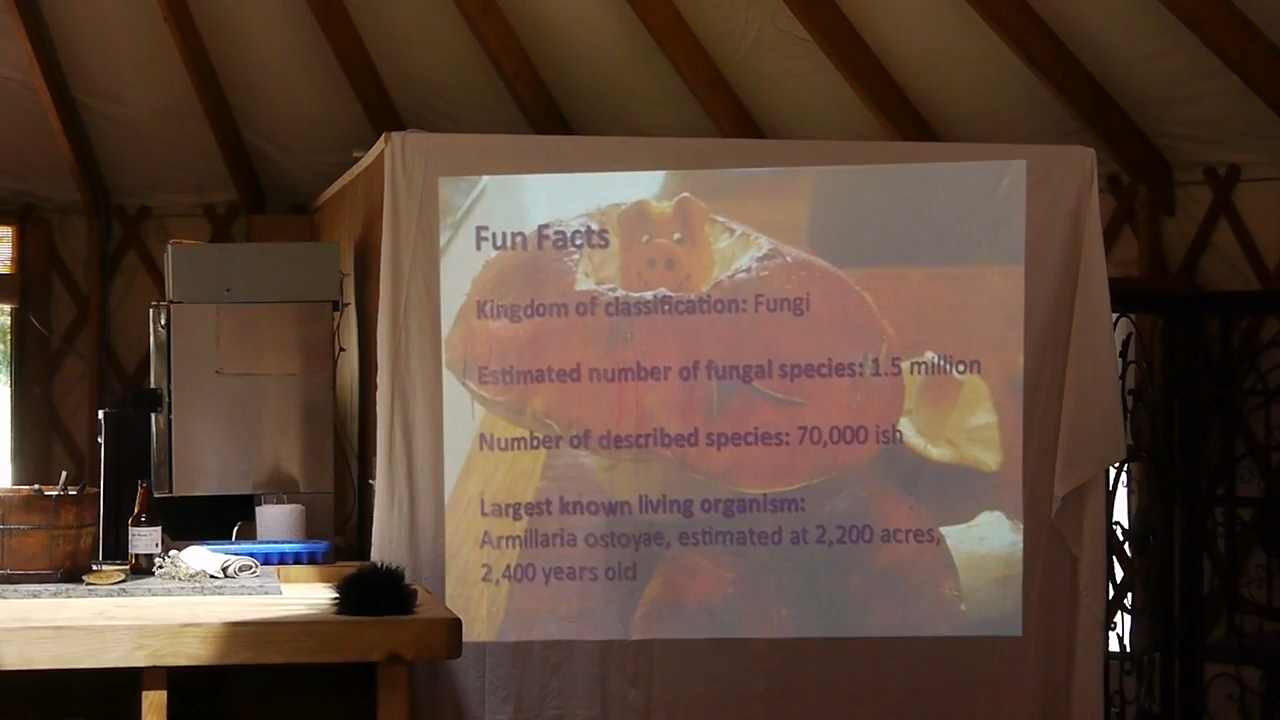 Fun Facts
Kingdom of classification: Fungi
Estimated number of fungal species: 1.5 million
Number of described species: 70,000 ish
Largest known living organism:
Armillaria ostoyae, estimated at 2,200 acres,
2,400 years old